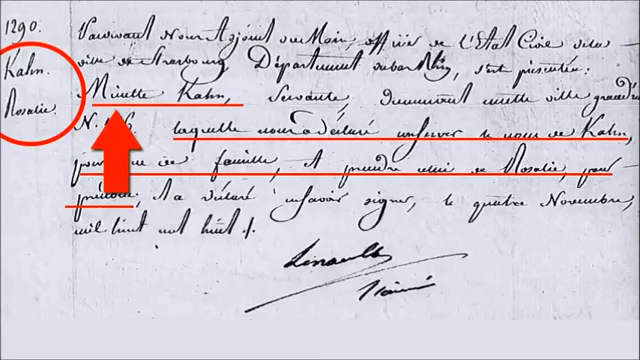 1290.
Kahn.
Rosalie.
Pardevant Nous Adjoint du Maire, officier de l'Etat Civil de la
ville de Strasbourg Département du bas Rhin, s'est présentée
Minette Kahn, Servante, demeurant en cette ville grande
N. 6 laquelle nous a déclaré conserver le nom de Kahn,
pour de famille, et prendre celui de Rosalie, pour
prénom, et a déclaré ne savoir signer, le quatre Novembre,
mil huit cent huit ./.